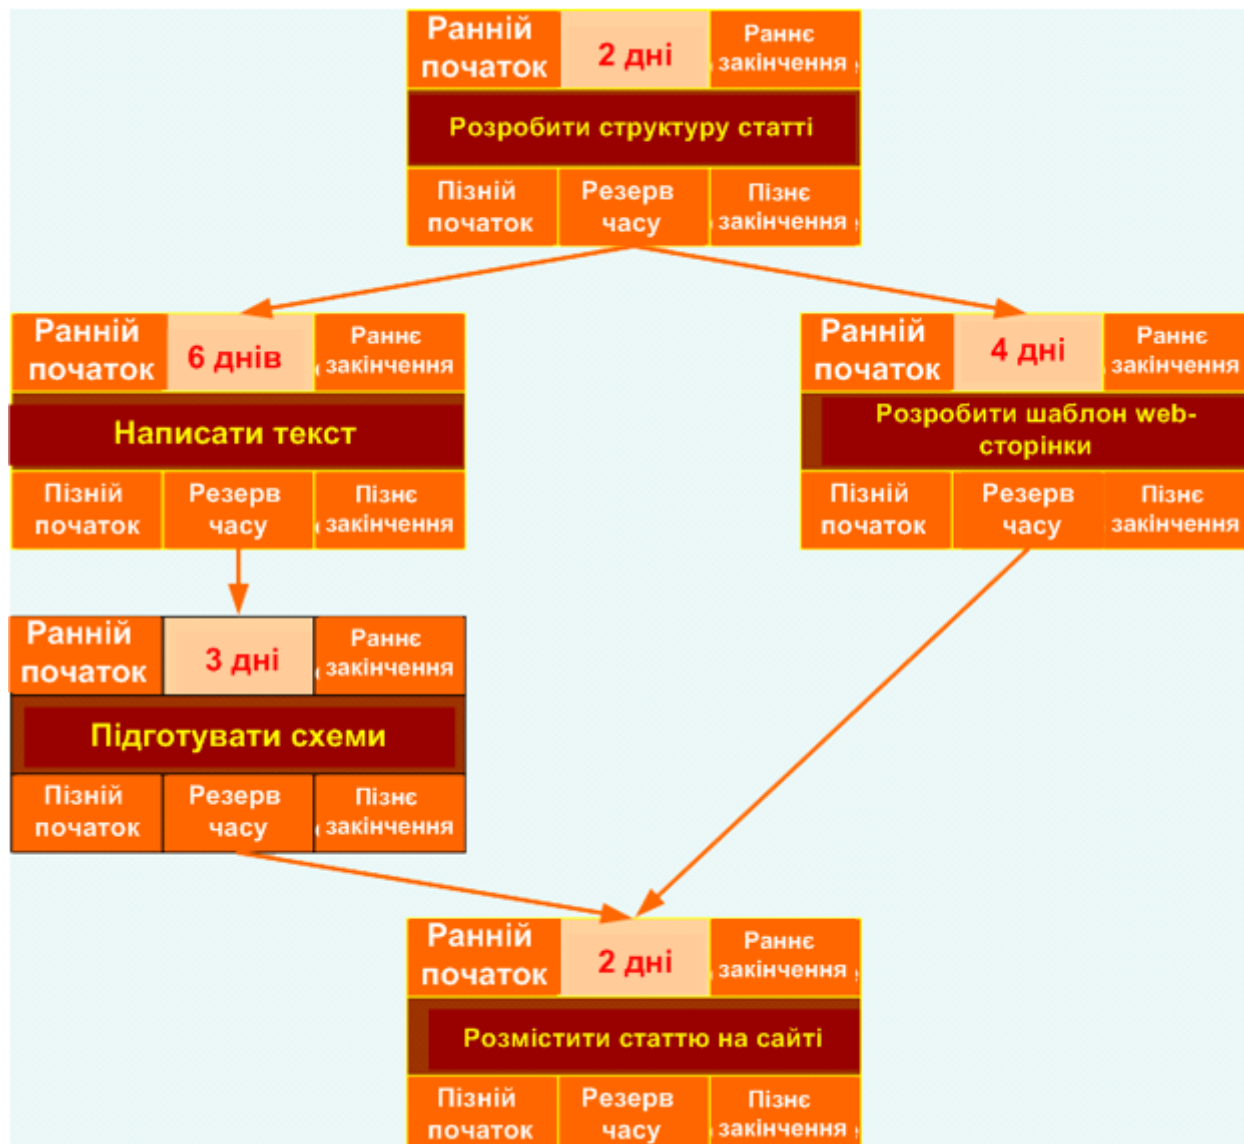 Ранній
початок
2 дні
Раннє
закінчення
Розробити структуру статті
Пізній
початок
Резерв
часу
Пізнє
закінчення
Ранній
початок
6 днів
Раннє
закінчення
Написати текст
Пізній
початок
Резерв
часу
Пізнє
закінчення
Ранній
початок
4 дні
Раннє
закінчення
Розробити шаблон web-
сторінки
Пізній
початок
Резерв
часу
Пізнє
закінчення
Ранній
початок
3 дні
Раннє
закінчення
Підготувати схеми
Пізній
початок
Резерв
часу
Пізнє
закінчення
Ранній
початок
2 дні
Раннє
закінчення
Розмістити статтю на сайті
Пізній
початок
Резерв
часу
Пізнє
закінчення